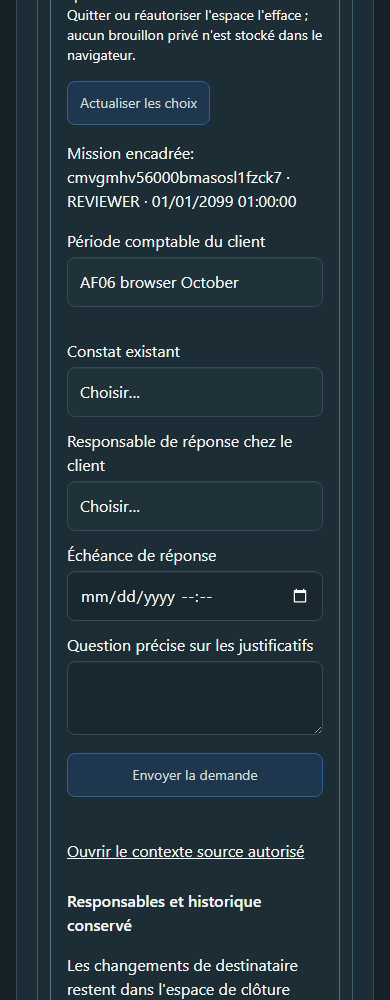 Quitter ou réautoriser l'espace l'efface ;
aucun brouillon privé n'est stocké dans le
navigateur.
Actualiser les choix
Mission encadrée:
cmvgmhv56000bmasosl1fzck7 ·
REVIEWER · 01/01/2099 01:00:00
Période comptable du client
AF06 browser October
Constat existant
Choisir...
Responsable de réponse chez le
client
Choisir...
Échéance de réponse
mm/dd/yyyy --:--
Question précise sur les justificatifs
Envoyer la demande
Ouvrir le contexte source autorisé
Responsables et historique
conservé
Les changements de destinataire
restent dans l'espace de clôture